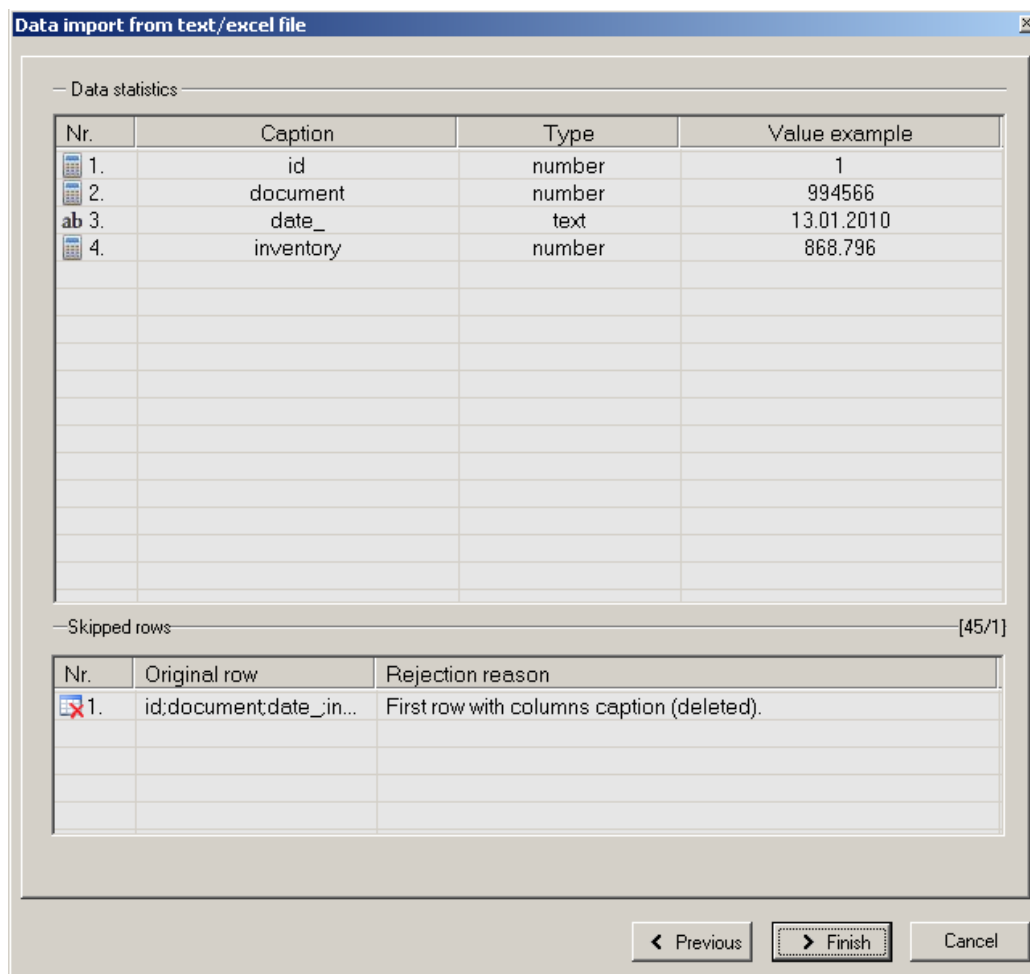 Data import from text/excel file
Data statistics
Nr. Caption Type Value example
1. id number 1
2. document number 994566
ab 3. date_ text 13.01.2010
4. inventory number 868.796
Skipped rows [45/1]
Nr. Original row Rejection reason
1. id;document;date_;in... First row with columns caption (deleted).
Previous Finish Cancel